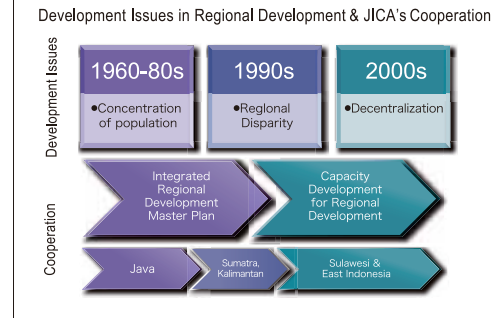 Development Issues in Regional Development & JICA's Cooperation
Development Issues
1960-80s
•Concentration
of population
1990s
•Regional
Disparity
2000s
•Decentralization
Cooperation
Integrated
Regional
Development
Master Plan
Capacity
Development
for Regional
Development
Java
Sumatra,
Kalimantan
Sulawesi &
East Indonesia